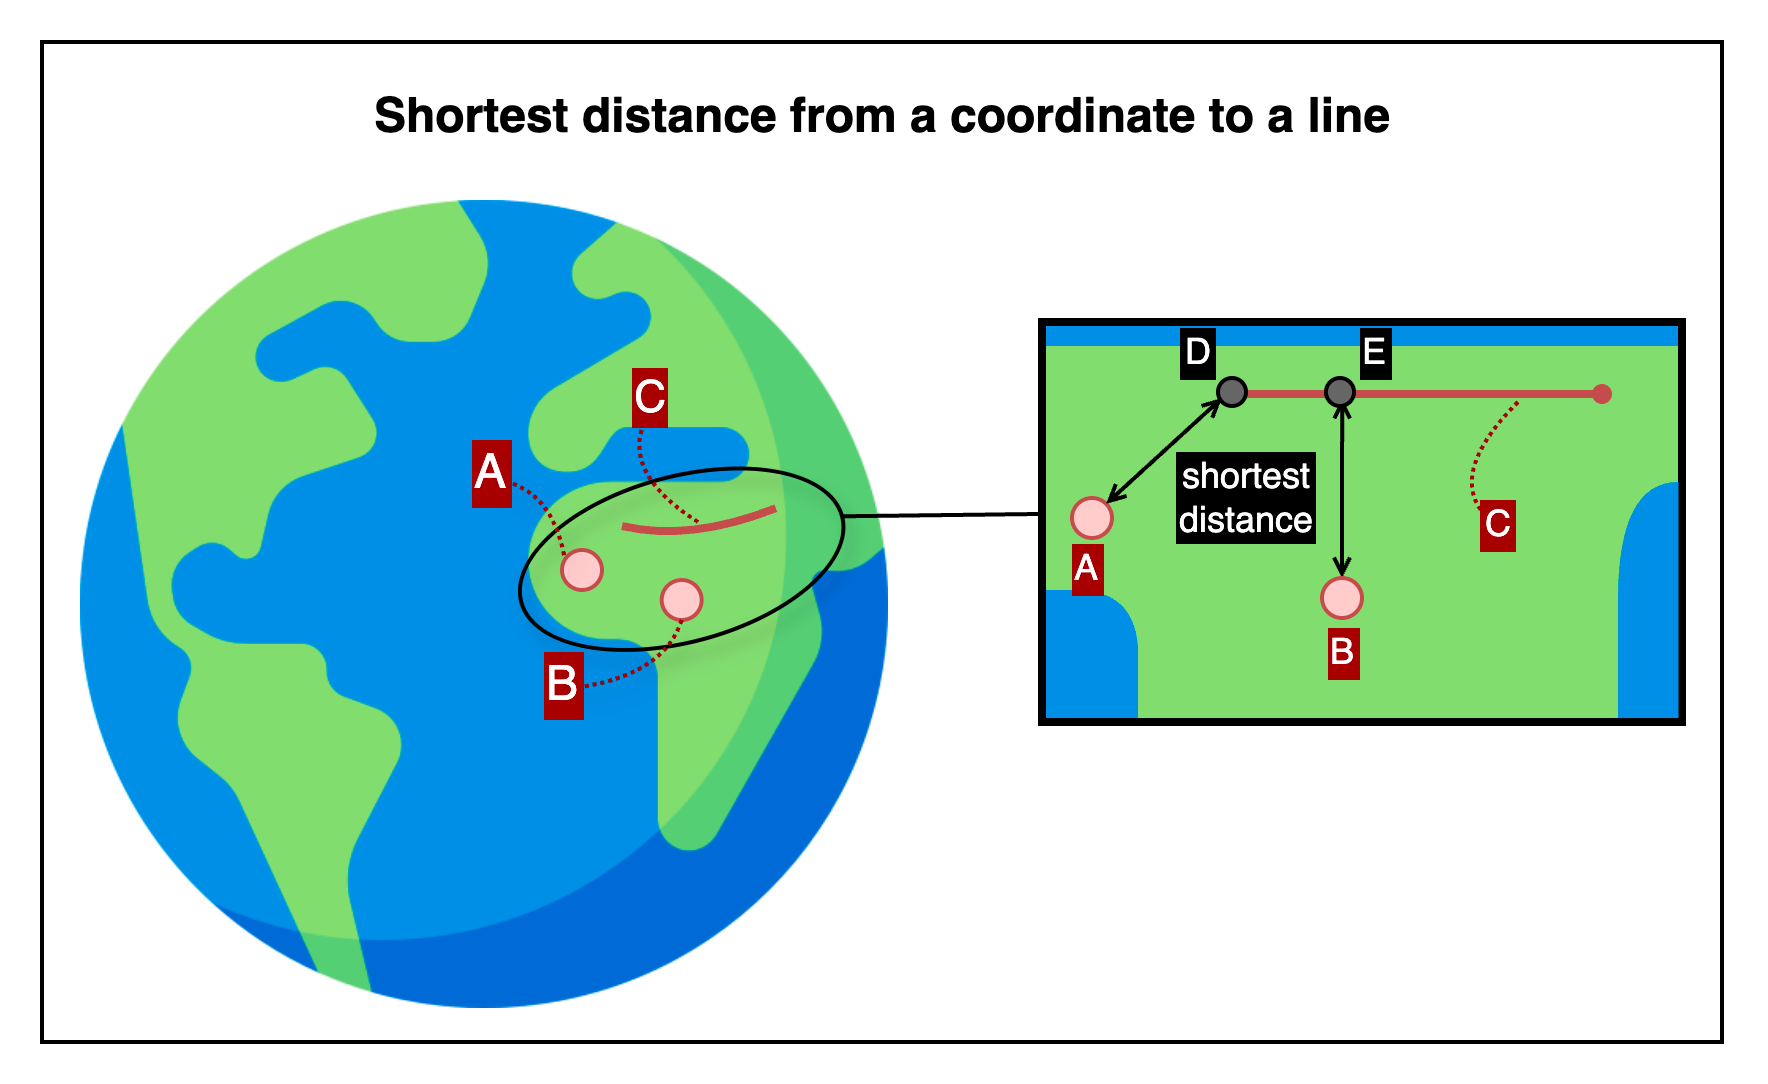 Shortest distance from a coordinate to a line
C
A
B
D
E
shortest
distance
C
A
B